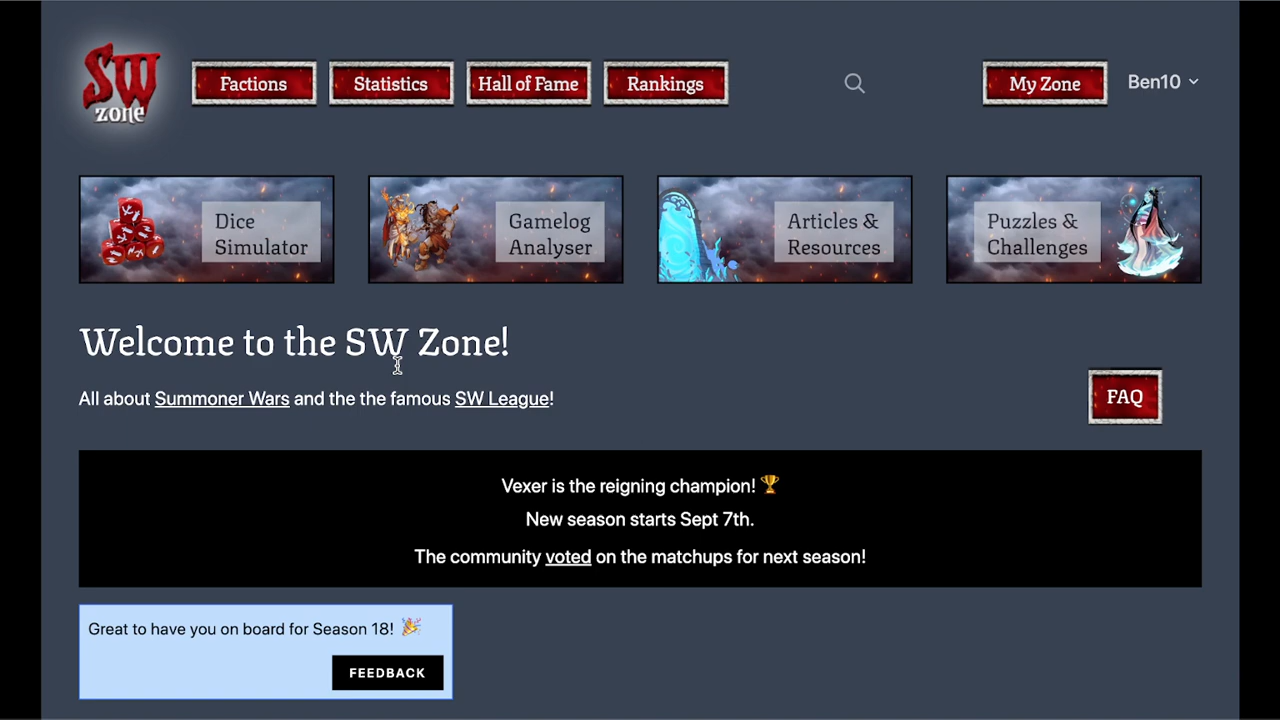 SW
zone
Factions
Statistics
Hall of Fame
Rankings
My Zone
Ben10
Dice
Simulator
Gamelog
Analyser
Articles &
Resources
Puzzles &
Challenges
Welcome to the SW Zone!
All about Summoner Wars and the the famous SW League!
FAQ
Vexer is the reigning champion! 🏆
New season starts Sept 7th.
The community voted on the matchups for next season!
Great to have you on board for Season 18! 🎉
FEEDBACK